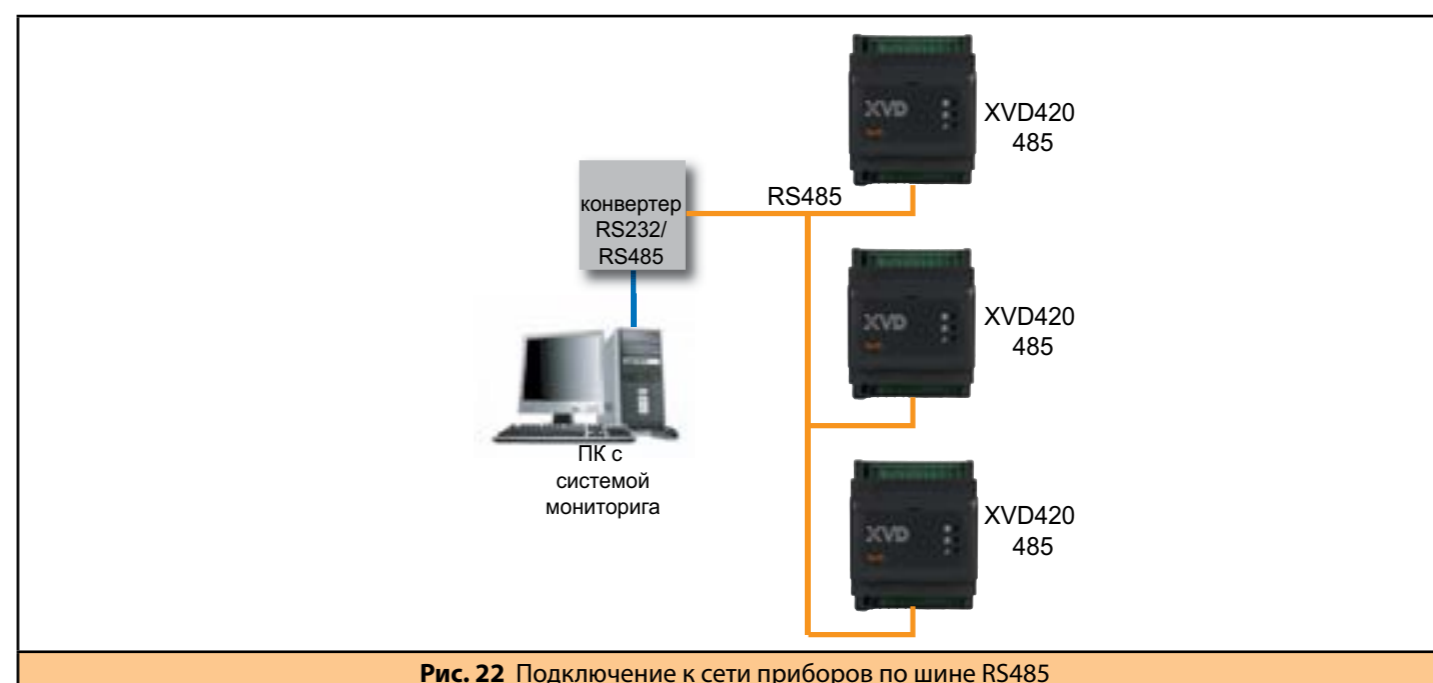 XVD
XVD420
485
конвертер
RS232/
RS485
RS485
XVD
XVD420
485
ПК с
системой
мониторига
XVD
XVD420
485
Рис. 22 Подключение к сети приборов по шине RS485